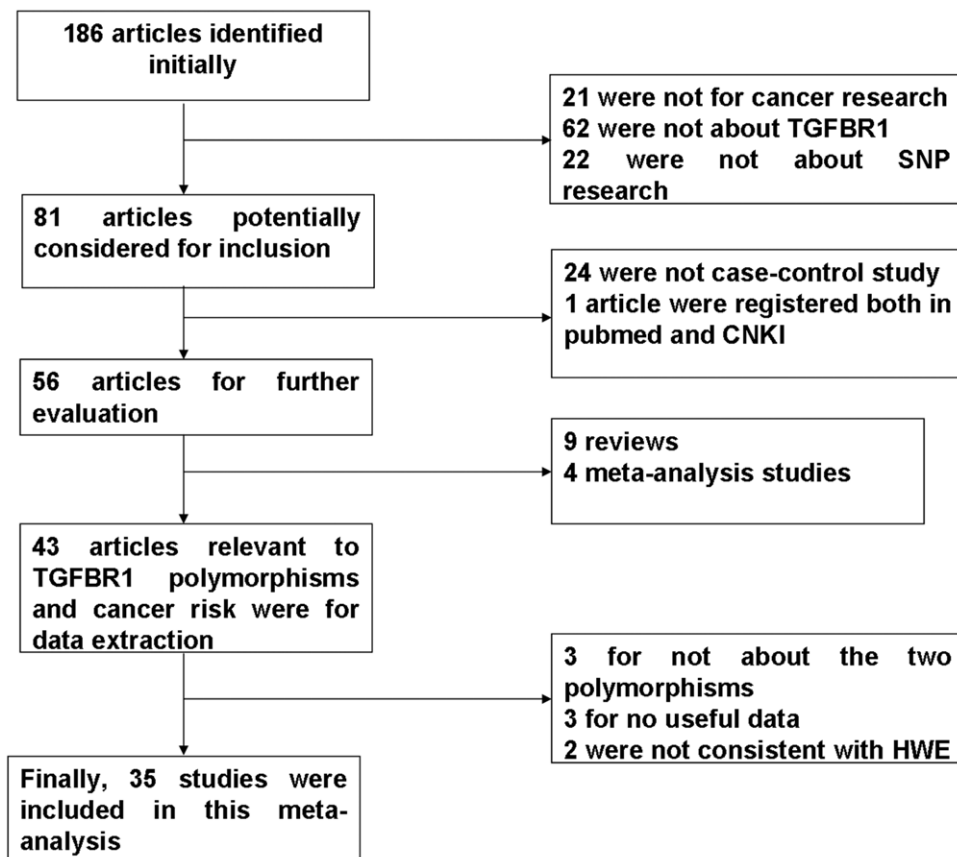 186 articles identified
initially
21 were not for cancer research
62 were not about TGFBR1
22 were not about SNP
research
81 articles potentially
considered for inclusion
24 were not case-control study
1 article were registered both in
pubmed and CNKI
56 articles for further
evaluation
9 reviews
4 meta-analysis studies
43 articles relevant to
TGFBR1 polymorphisms
and cancer risk were for
data extraction
3 for not about the two
polymorphisms
3 for no useful data
2 were not consistent with HWE
Finally, 35 studies were
included in this meta-
analysis